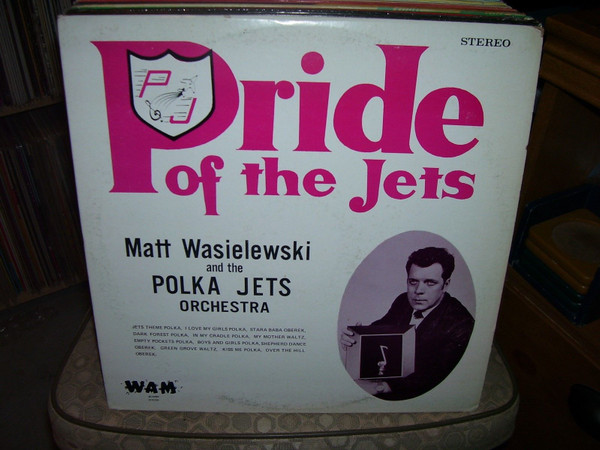 STEREO
Pride
PJ
of the Jets
Matt Wasielewski
and the
POLKA JETS
ORCHESTRA
JETS THEME POLKA, I LOVE MY GIRLS POLKA, STARA BABA OBEREK,
DARK FOREST POLKA, IN MY CRADLE POLKA, MY MOTHER WALTZ,
EMPTY POCKETS POLKA, BOYS AND GIRLS POLKA, SHEPHERD DANCE
OBEREK, GREEN GROVE WALTZ, KISS ME POLKA, OVER THE HILL
OBEREK.
WAM